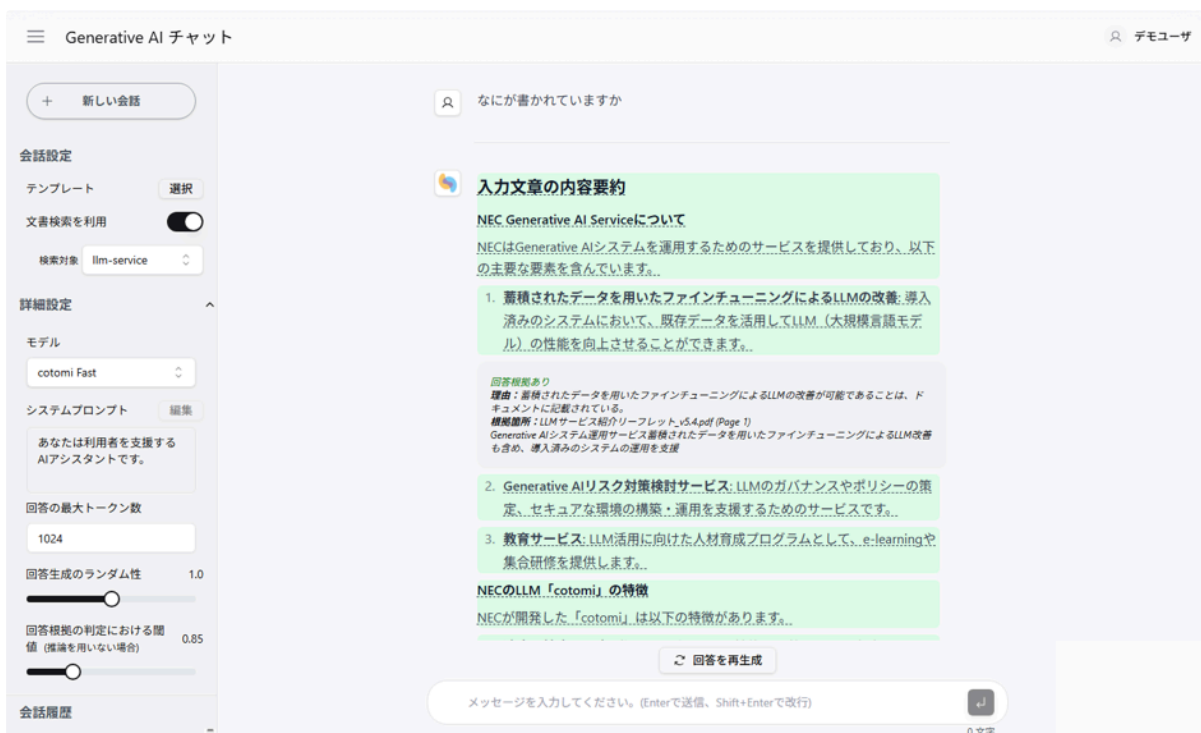 Generative AI チャット
デモユーザ
+ 新しい会話
会話設定
テンプレート 選択
文書検索を利用
検索対象 llm-service
詳細設定
モデル
cotomi Fast
システムプロンプト 編集
あなたは利用者を支援する
AIアシスタントです。
回答の最大トークン数
1024
回答生成のランダム性 1.0
回答根拠の判定における閾
値 (推論を用いない場合) 0.85
会話履歴
なにが書かれていますか
入力文章の内容要約
NEC Generative AI Serviceについて
NECはGenerative AIシステムを運用するためのサービスを提供しており、以下
の主要な要素を含んでいます。
1. 蓄積されたデータを用いたファインチューニングによるLLMの改善: 導入
済みのシステムにおいて、既存データを活用してLLM（大規模言語モデ
ル）の性能を向上させることができます。
回答根拠あり
理由：蓄積されたデータを用いたファインチューニングによるLLMの改善が可能であることは、ド
キュメントに記載されている。
根拠箇所：LLMサービス紹介リーフレット_v5.4.pdf (Page 1)
Generative AIシステム運用サービス蓄積されたデータを用いたファインチューニングによるLLM改善
も含め、導入済みのシステムの運用を支援
2. Generative AIリスク対策検討サービス: LLMのガバナンスやポリシーの策
定、セキュアな環境の構築・運用を支援するためのサービスです。
3. 教育サービス: LLM活用に向けた人材育成プログラムとして、e-learningや
集合研修を提供します。
NECのLLM「cotomi」の特徴
NECが開発した「cotomi」は以下の特徴があります。
回答を再生成
メッセージを入力してください。(Enterで送信、Shift+Enterで改行)
0 文字